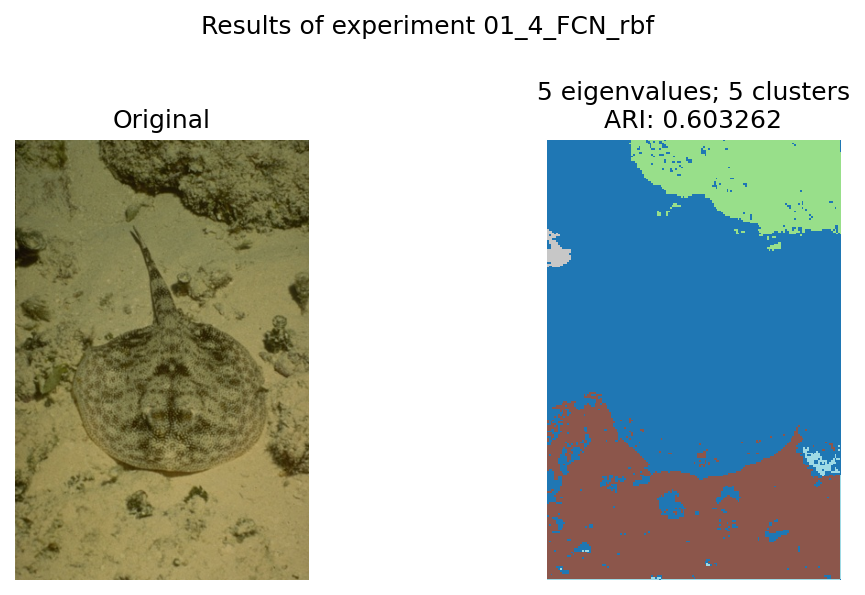 Results of experiment 01_4_FCN_rbf
Original
5 eigenvalues; 5 clusters
ARI: 0.603262